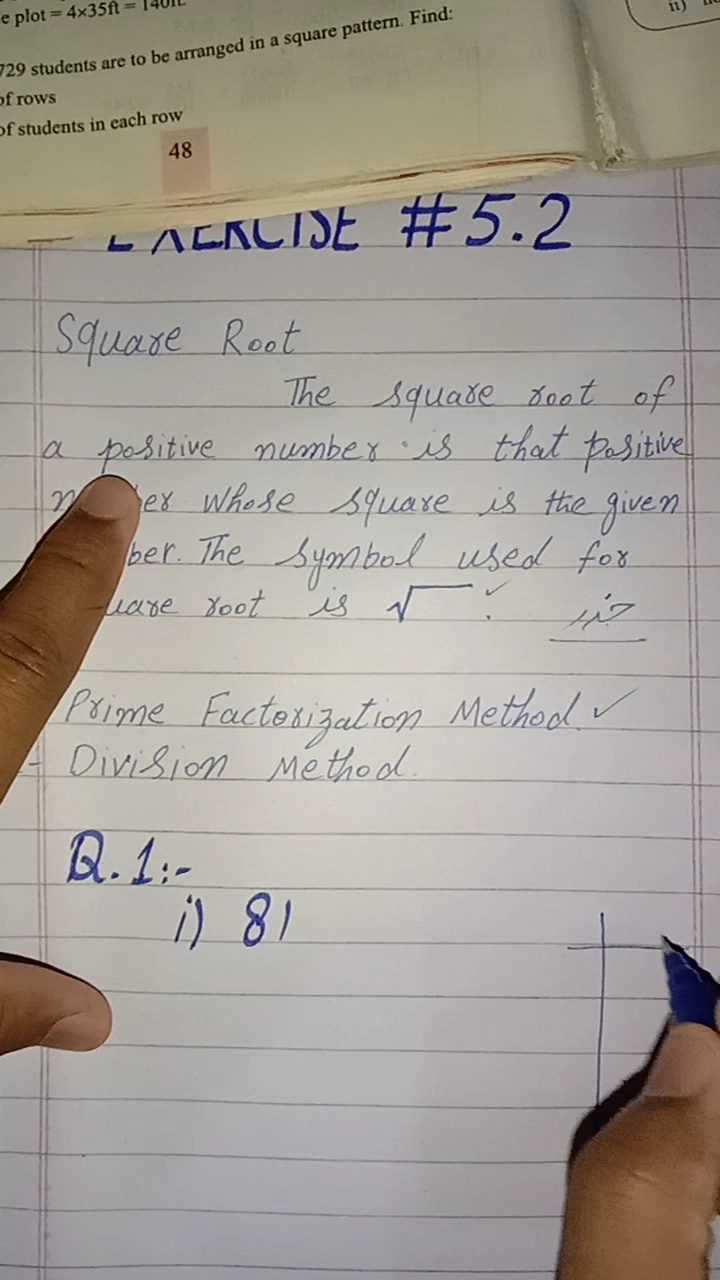 e plot = 4×35ft = 140ft.
ii)
729 students are to be arranged in a square pattern. Find:
of rows
of students in each row
48
EXERCISE #5.2
Square Root
The square root of
a positive number is that positive
whose square is the given
ber. The symbol used for
uare root is √ جذر
Prime Factorization Method. ✓
- Division Method.
Q.1:-
i) 81